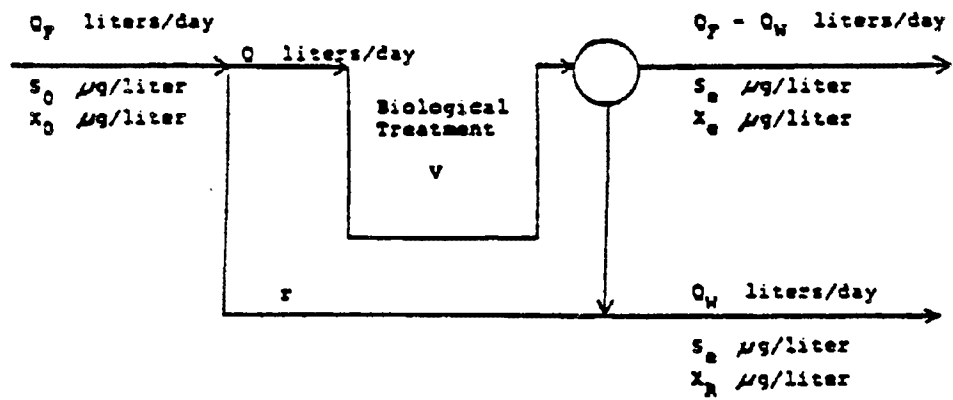 Q_F liters/day
Q_F - Q_W liters/day
Q liters/day
S_0 μg/liter
X_0 μg/liter
Biological
Treatment
V
S_e μg/liter
X_e μg/liter
r
Q_W liters/day
S_e μg/liter
X_R μg/liter